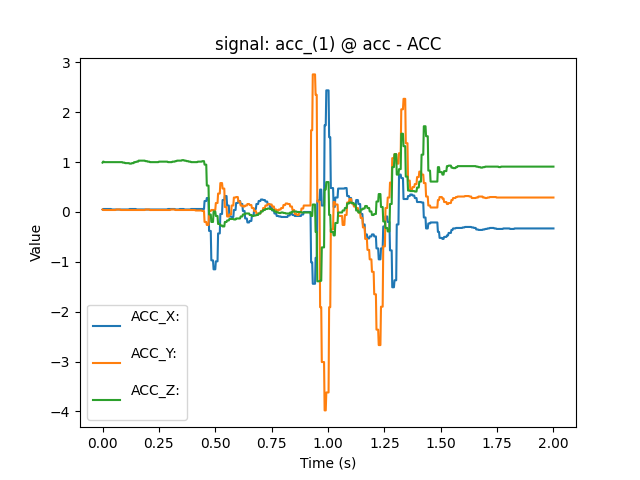 signal: acc_(1) @ acc - ACC
3
2
1
0
−1
−2
−3
−4
Value
ACC_X:
ACC_Y:
ACC_Z:
0.00 0.25 0.50 0.75 1.00 1.25 1.50 1.75 2.00
Time (s)